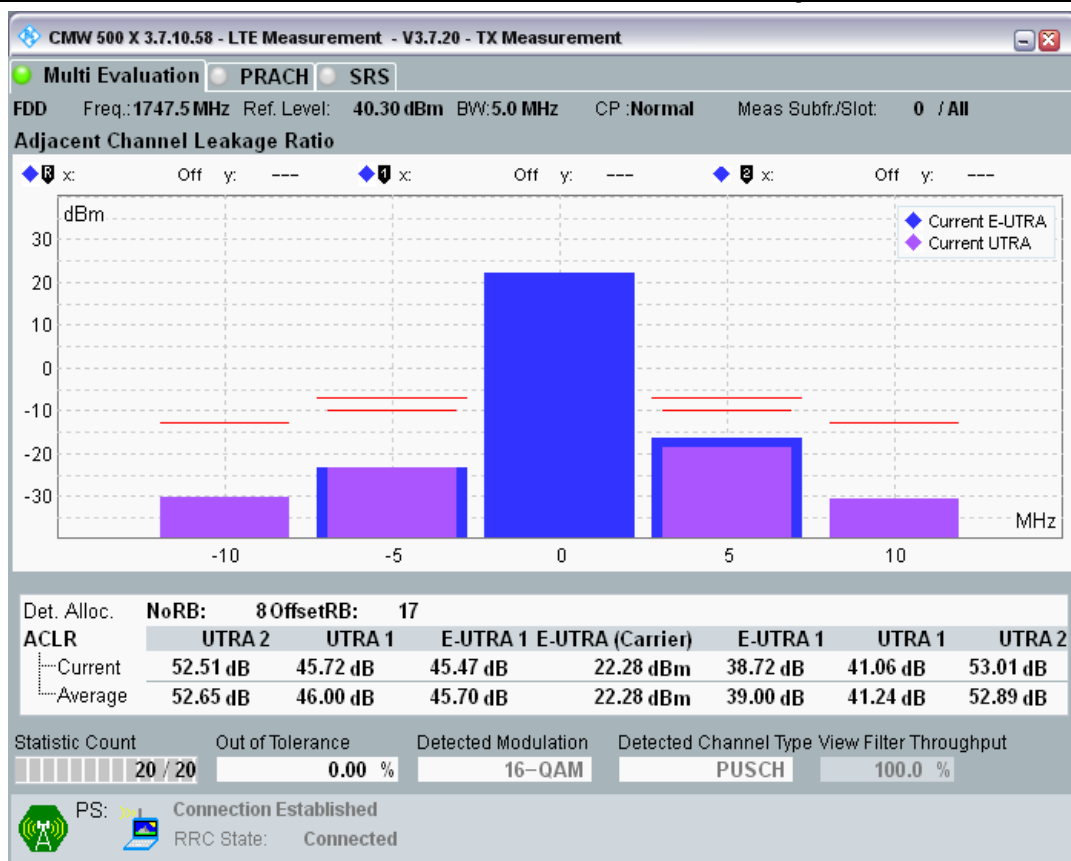 CMW 500 X 3.7.10.58 - LTE Measurement - V3.7.20 - TX Measurement
Multi Evaluation PRACH SRS
FDD Freq.: 1747.5 MHz Ref. Level: 40.30 dBm BW: 5.0 MHz CP : Normal Meas Subfr./Slot: 0 / All
Adjacent Channel Leakage Ratio
R x: Off y: --- 1 x: Off y: --- 2 x: Off y: ---
dBm
Current E-UTRA
Current UTRA
30
20
10
0
-10
-20
-30
MHz
-10 -5 0 5 10
Det. Alloc. NoRB: 8 OffsetRB: 17
ACLR UTRA 2 UTRA 1 E-UTRA 1 E-UTRA (Carrier) E-UTRA 1 UTRA 1 UTRA 2
Current 52.51 dB 45.72 dB 45.47 dB 22.28 dBm 38.72 dB 41.06 dB 53.01 dB
Average 52.65 dB 46.00 dB 45.70 dB 22.28 dBm 39.00 dB 41.24 dB 52.89 dB
Statistic Count Out of Tolerance Detected Modulation Detected Channel Type View Filter Throughput
20 / 20 0.00 % 16-QAM PUSCH 100.0 %
PS: Connection Established
RRC State: Connected